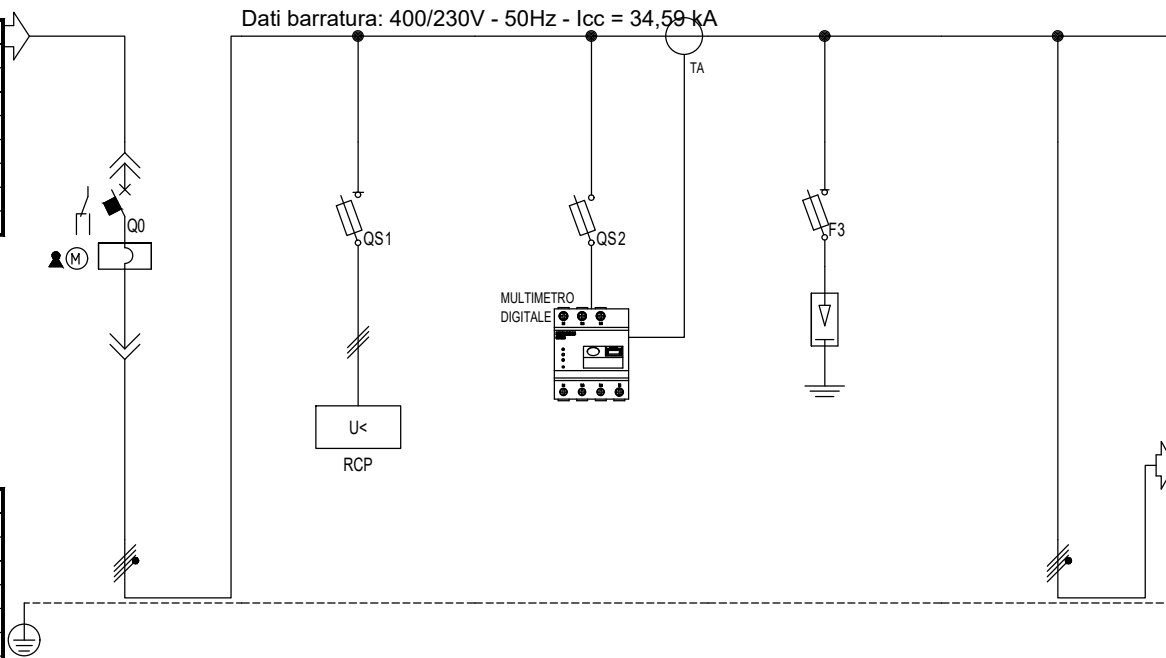 Dati barratura: 400/230V - 50Hz - Icc = 34,59 kA
TA
Q0
M
QS1
QS2
F3
MULTIMETRO
DIGITALE
U<
RCP